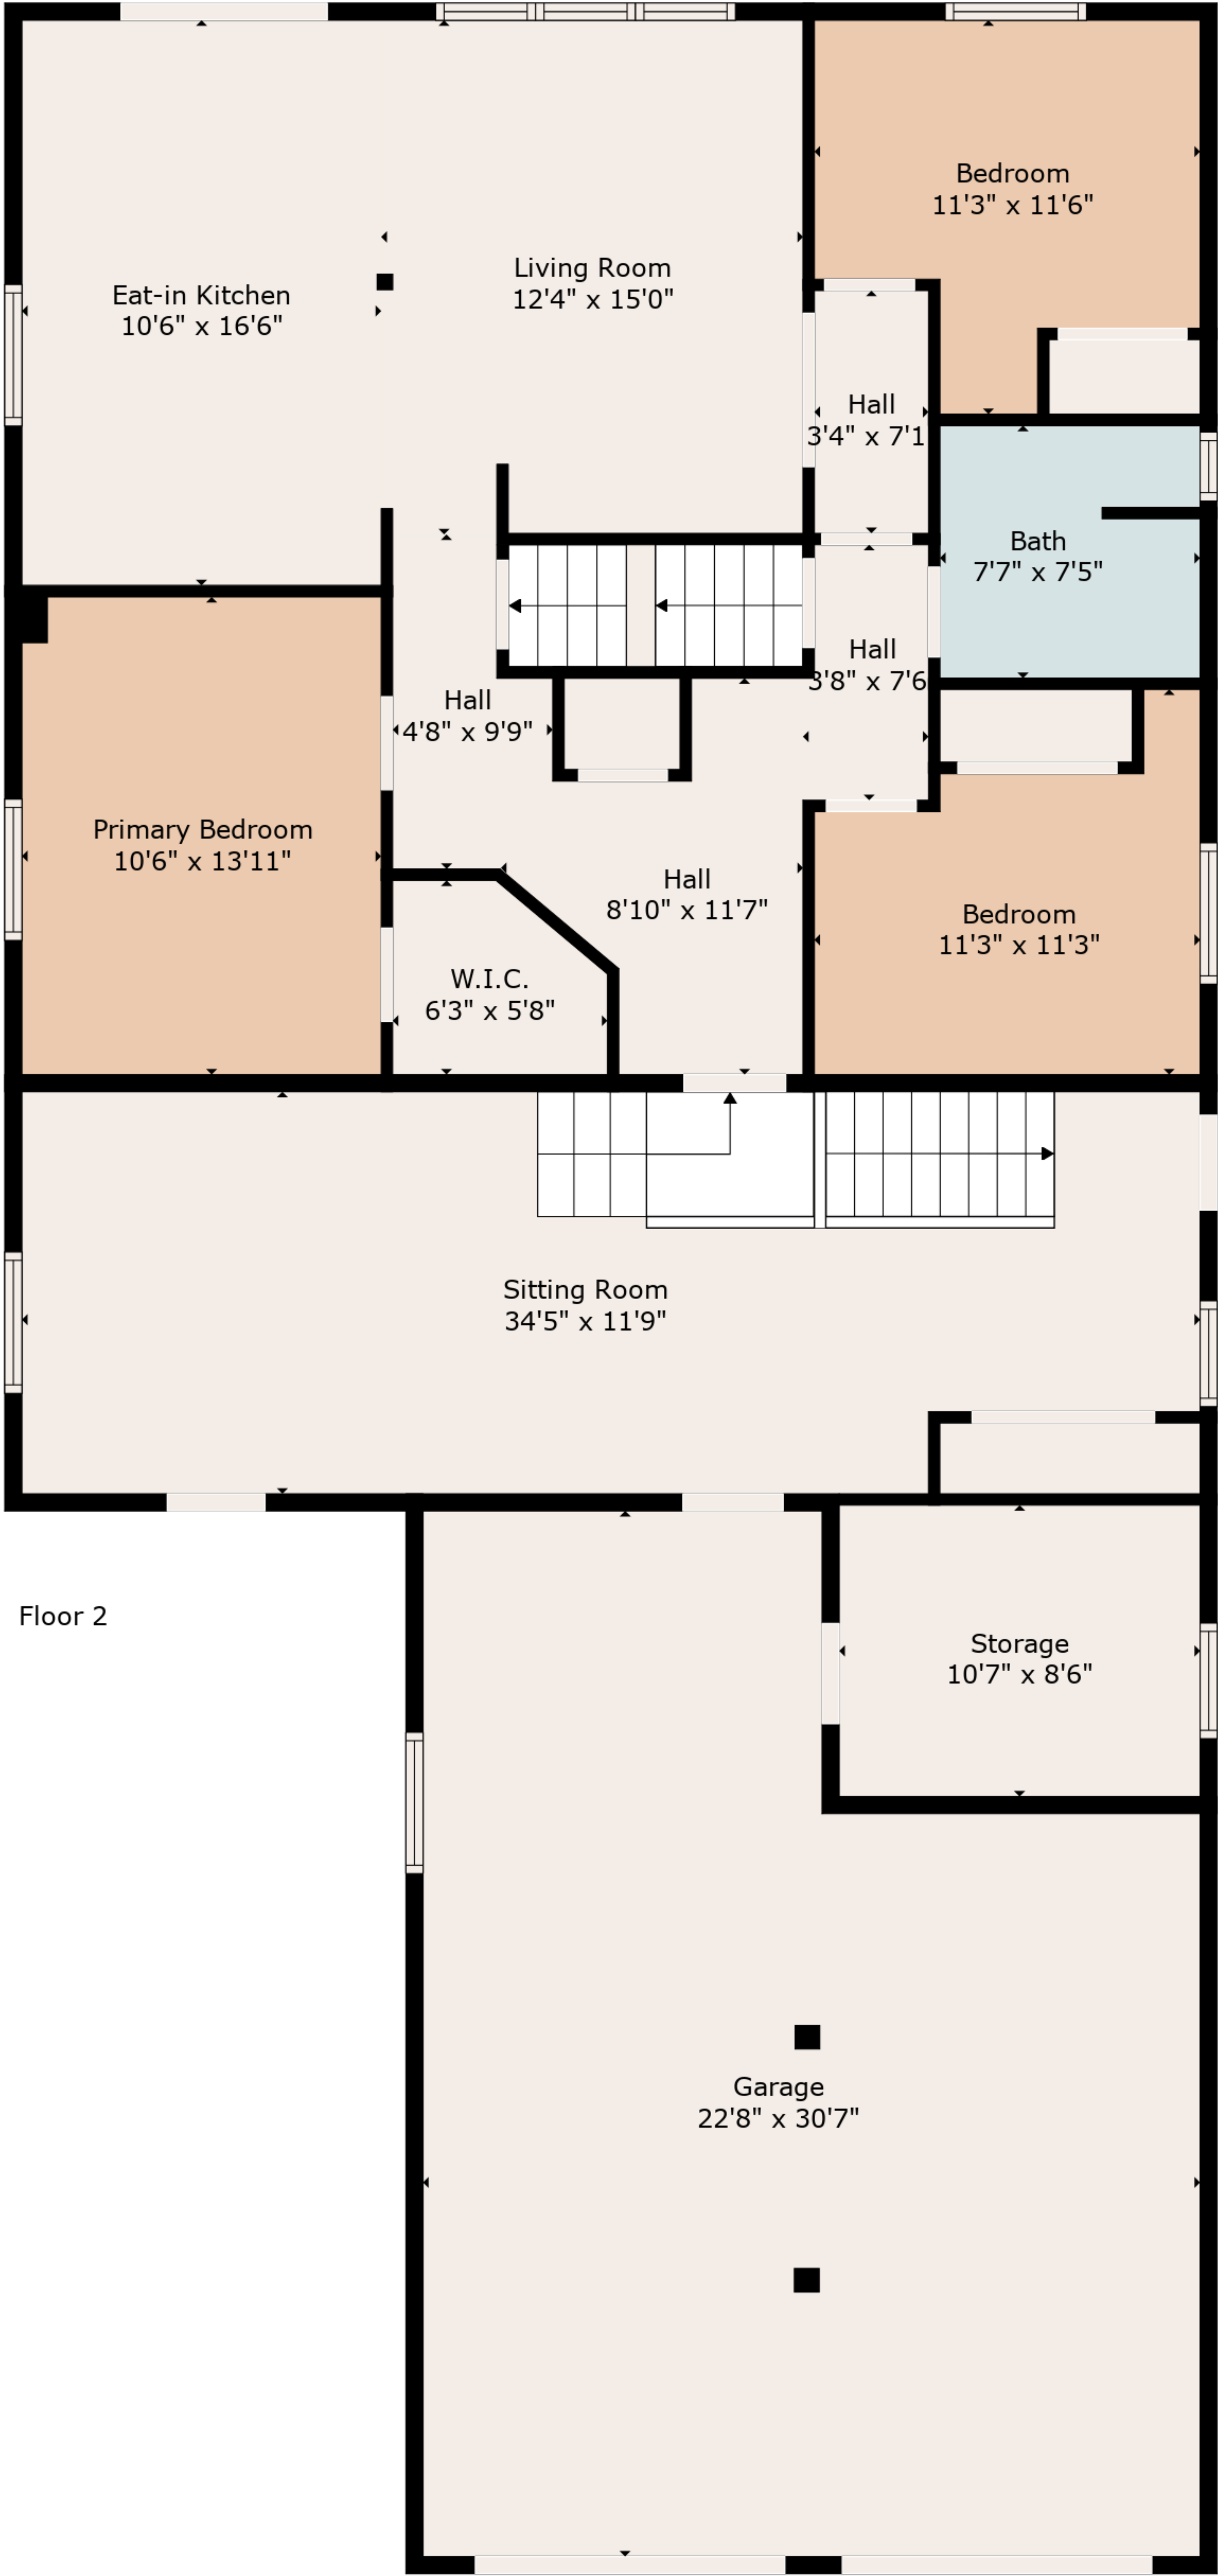 Bedroom
11'3" x 11'6"
Living Room
12'4" x 15'0"
Eat-in Kitchen
10'6" x 16'6"
Hall
3'4" x 7'1
Bath
7'7" x 7'5"
Hall
3'8" x 7'6
Hall
4'8" x 9'9"
Primary Bedroom
10'6" x 13'11"
Hall
8'10" x 11'7"
Bedroom
11'3" x 11'3"
W.I.C.
6'3" x 5'8"
Sitting Room
34'5" x 11'9"
Floor 2
Storage
10'7" x 8'6"
Garage
22'8" x 30'7"